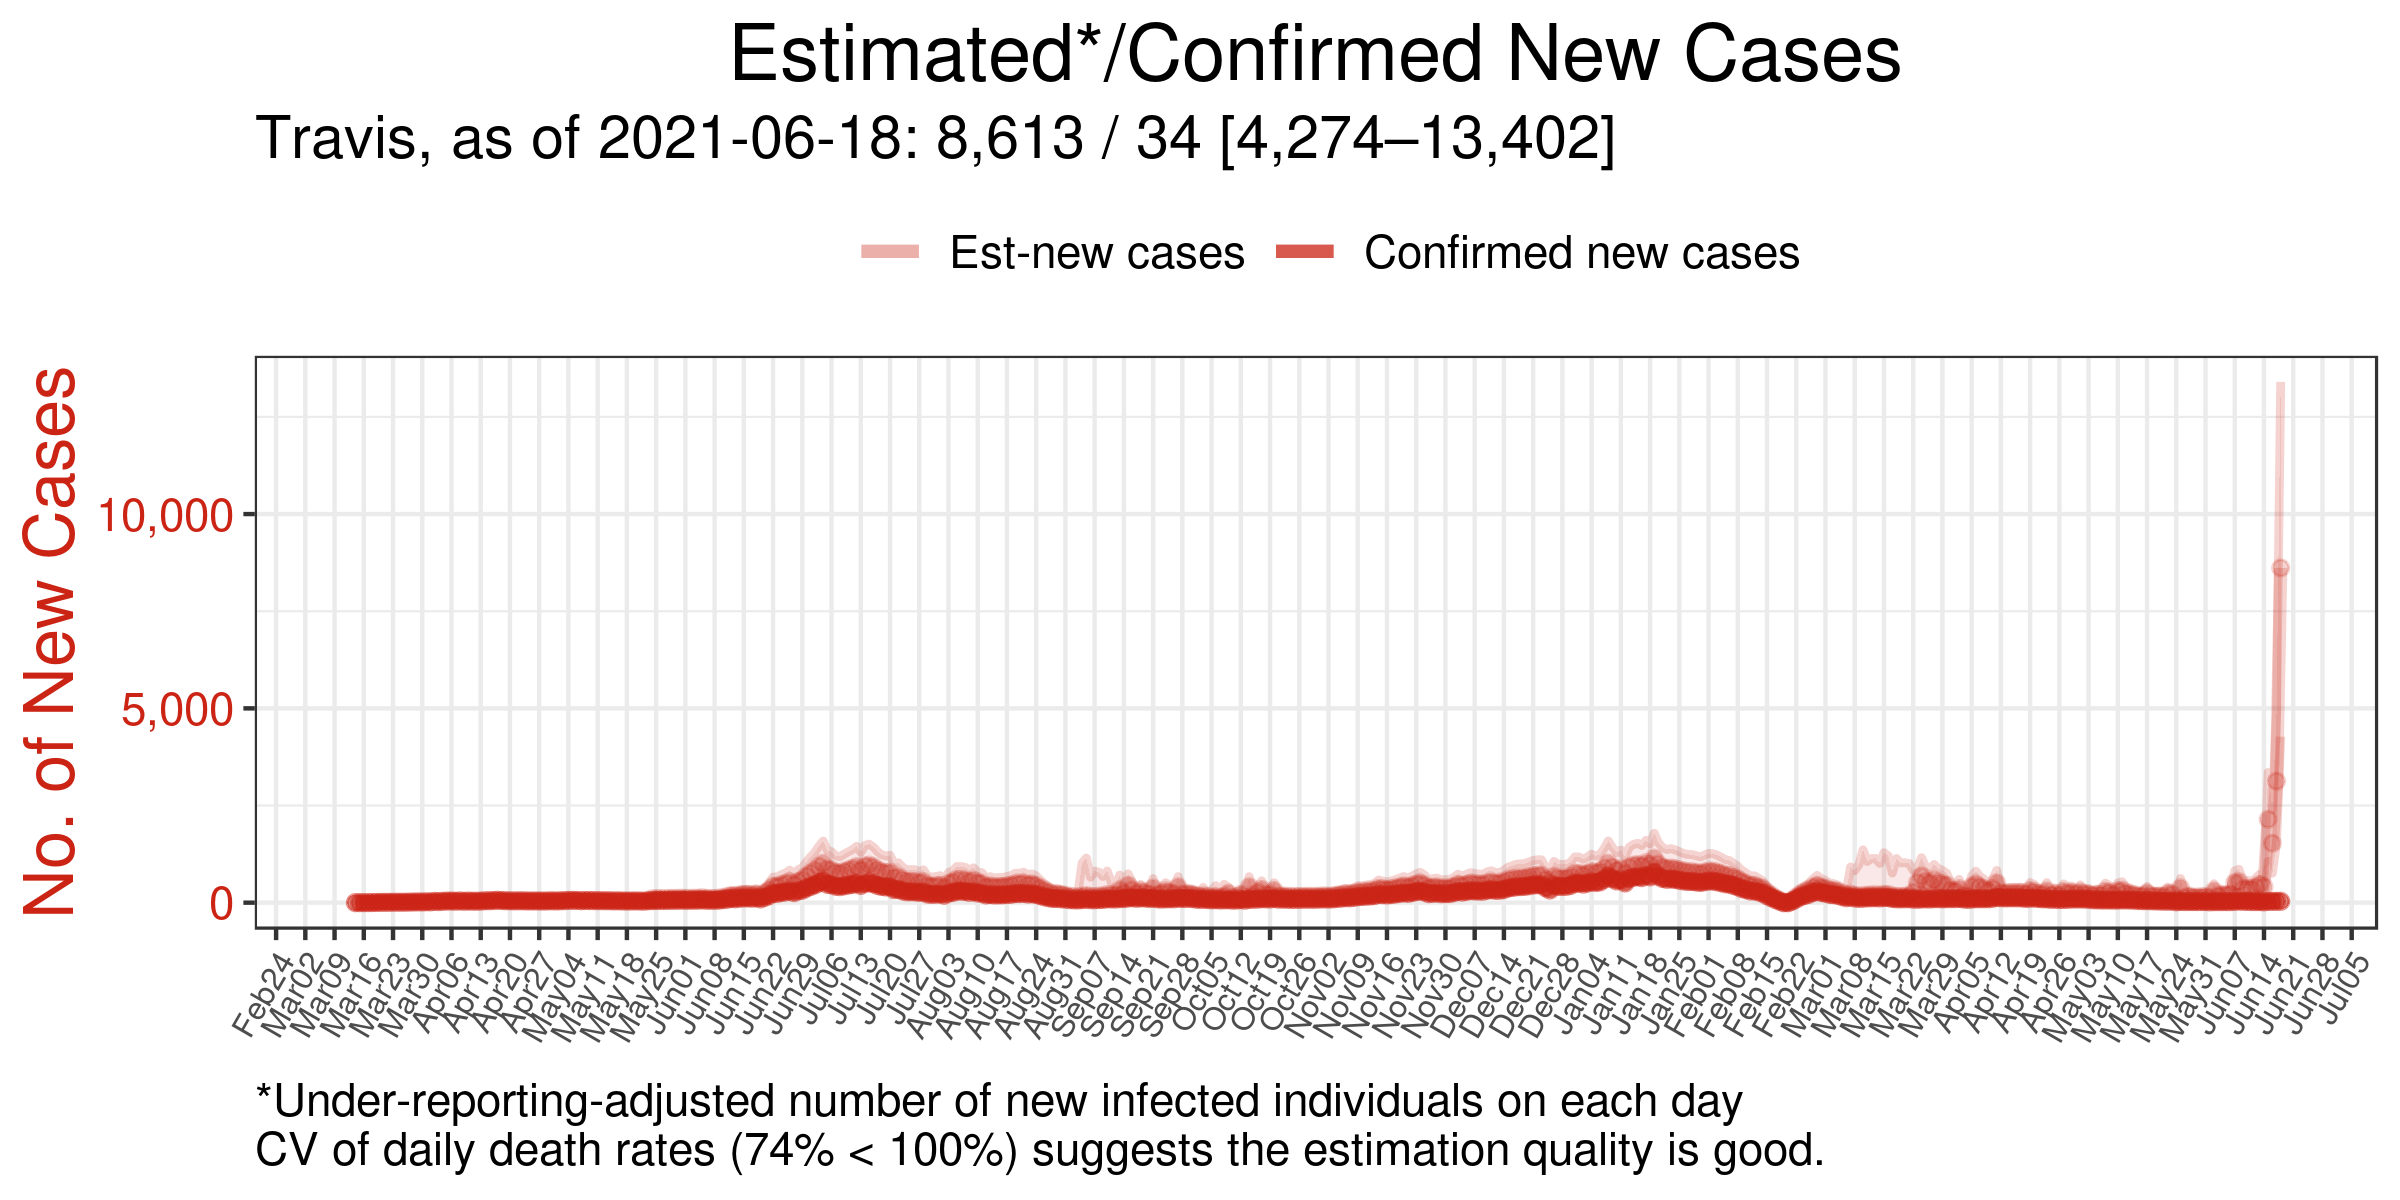 Estimated*/Confirmed New Cases
Travis, as of 2021-06-18: 8,613 / 34 [4,274–13,402]
Est-new cases Confirmed new cases
No. of New Cases
10,000
5,000
0
Feb24 Mar02 Mar09 Mar16 Mar23 Mar30 Apr06 Apr13 Apr20 Apr27 May04 May11 May18 May25 Jun01 Jun08 Jun15 Jun22 Jun29 Jul06 Jul13 Jul20 Jul27 Aug03 Aug10 Aug17 Aug24 Aug31 Sep07 Sep14 Sep21 Sep28 Oct05 Oct12 Oct19 Oct26 Nov02 Nov09 Nov16 Nov23 Nov30 Dec07 Dec14 Dec21 Dec28 Jan04 Jan11 Jan18 Jan25 Feb01 Feb08 Feb15 Feb22 Mar01 Mar08 Mar15 Mar22 Mar29 Apr05 Apr12 Apr19 Apr26 May03 May10 May17 May24 May31 Jun07 Jun14 Jun21 Jun28 Jul05
*Under-reporting-adjusted number of new infected individuals on each day
CV of daily death rates (74% < 100%) suggests the estimation quality is good.